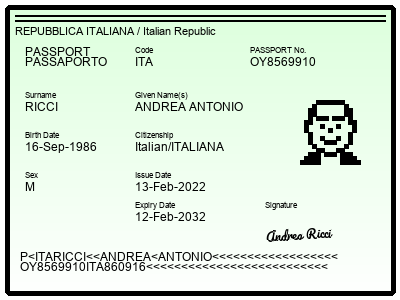 REPUBBLICA ITALIANA / Italian Republic
PASSPORT Code PASSPORT No.
PASSAPORTO ITA OY8569910
Surname Given Name(s)
RICCI ANDREA ANTONIO
Birth Date Citizenship
16-Sep-1986 Italian/ITALIANA
Sex Issue Date
M 13-Feb-2022
Expiry Date Signature
12-Feb-2032
Andrea Ricci
P<ITARICCI<<ANDREA<ANTONIO<<<<<<<<<<<<<<<<<<
OY8569910ITA860916<<<<<<<<<<<<<<<<<<<<<<<<<<